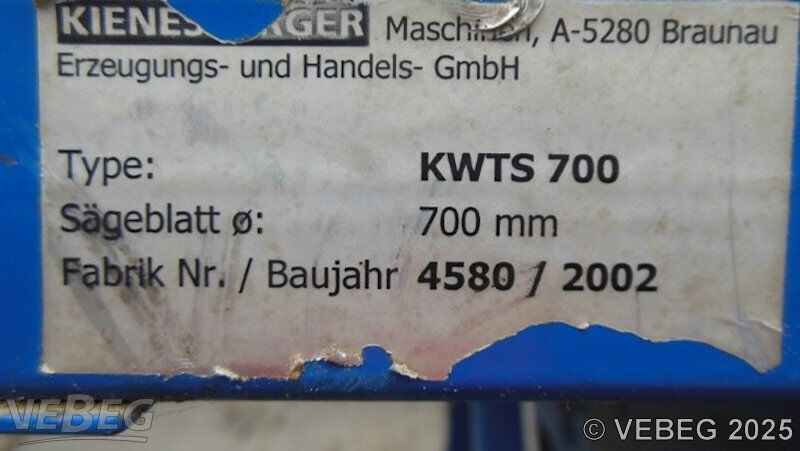 KIENESBERGER Maschinen, A-5280 Braunau
Erzeugungs- und Handels- GmbH
Type: KWTS 700
Sägeblatt ø: 700 mm
Fabrik Nr. / Baujahr 4580 / 2002
VEBEG
© VEBEG 2025